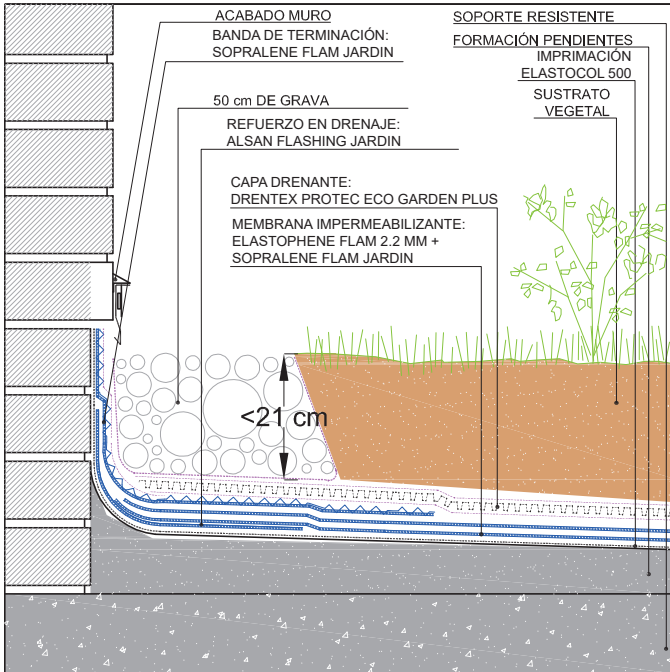 ACABADO MURO
BANDA DE TERMINACIÓN:
SOPRALENE FLAM JARDIN
50 cm DE GRAVA
REFUERZO EN DRENAJE:
ALSAN FLASHING JARDIN
CAPA DRENANTE:
DRENTEX PROTEC ECO GARDEN PLUS
MEMBRANA IMPERMEABILIZANTE:
ELASTOPHENE FLAM 2.2 MM +
SOPRALENE FLAM JARDIN
SOPORTE RESISTENTE
FORMACIÓN PENDIENTES
IMPRIMACIÓN
ELASTOCOL 500
SUSTRATO
VEGETAL
<21 cm